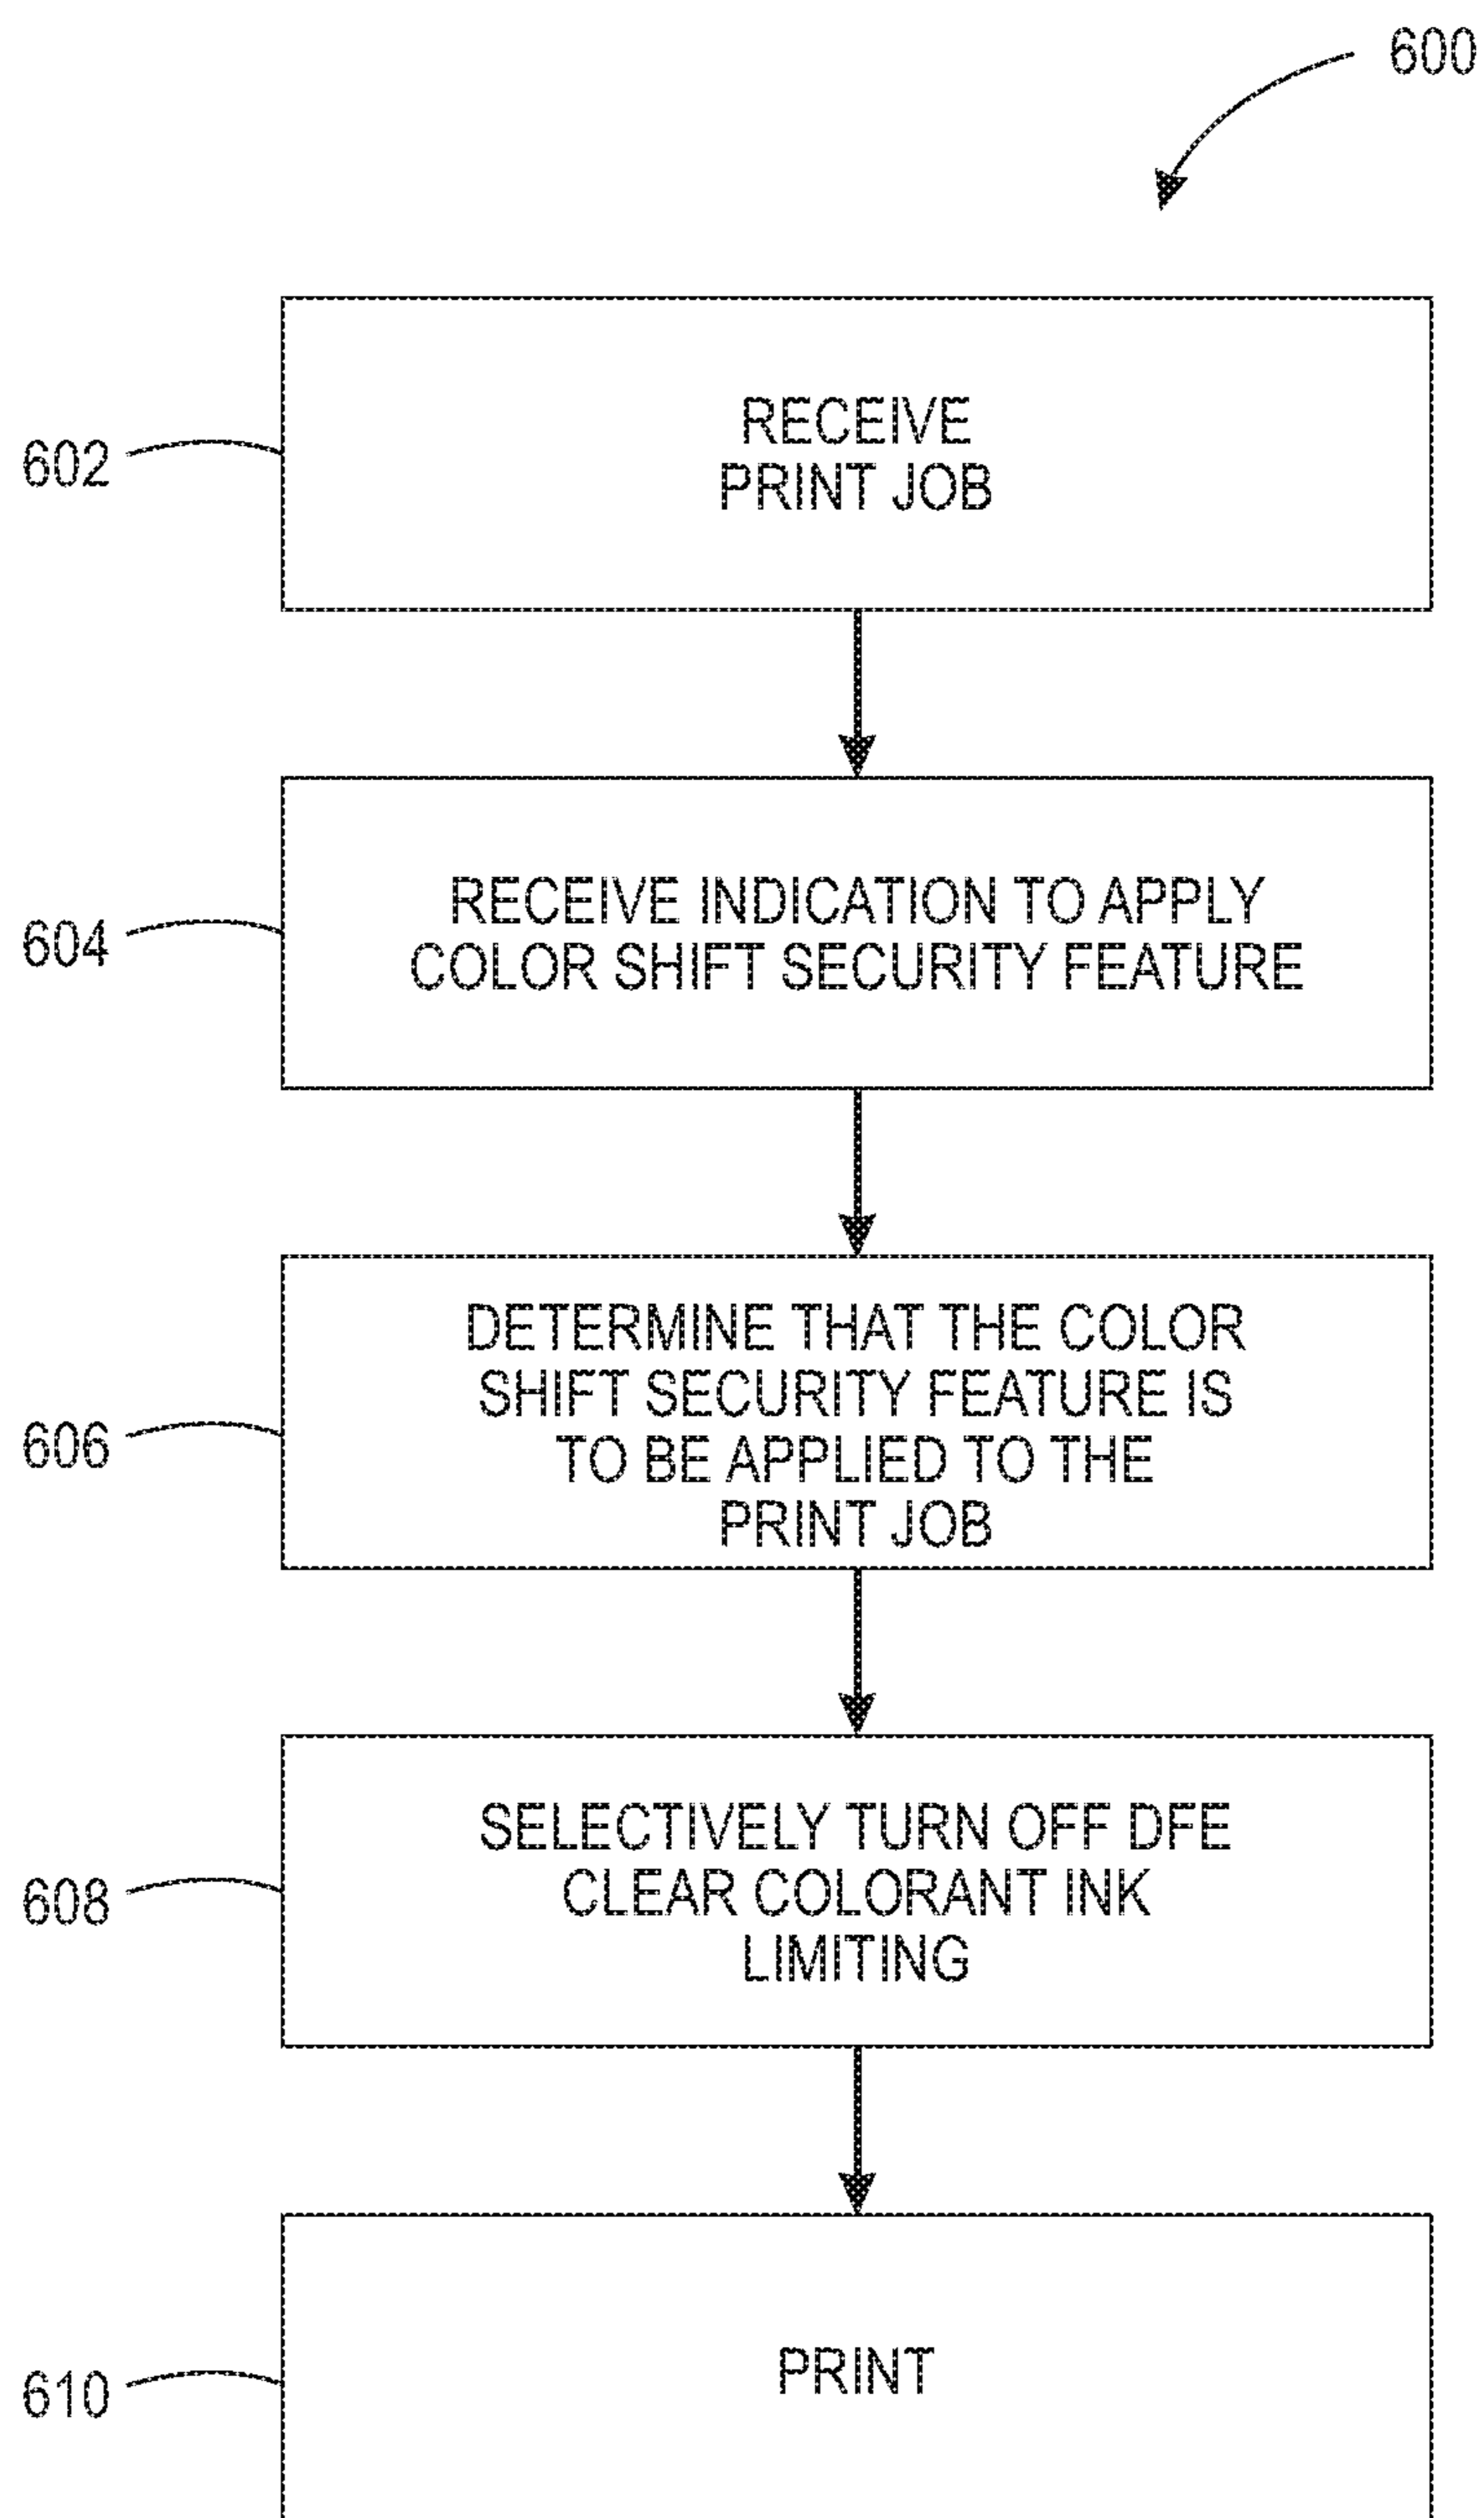 600
602
RECEIVE
PRINT JOB
604
RECEIVE INDICATION TO APPLY
COLOR SHIFT SECURITY FEATURE
606
DETERMINE THAT THE COLOR
SHIFT SECURITY FEATURE IS
TO BE APPLIED TO THE
PRINT JOB
608
SELECTIVELY TURN OFF DFE
CLEAR COLORANT INK
LIMITING
610
PRINT